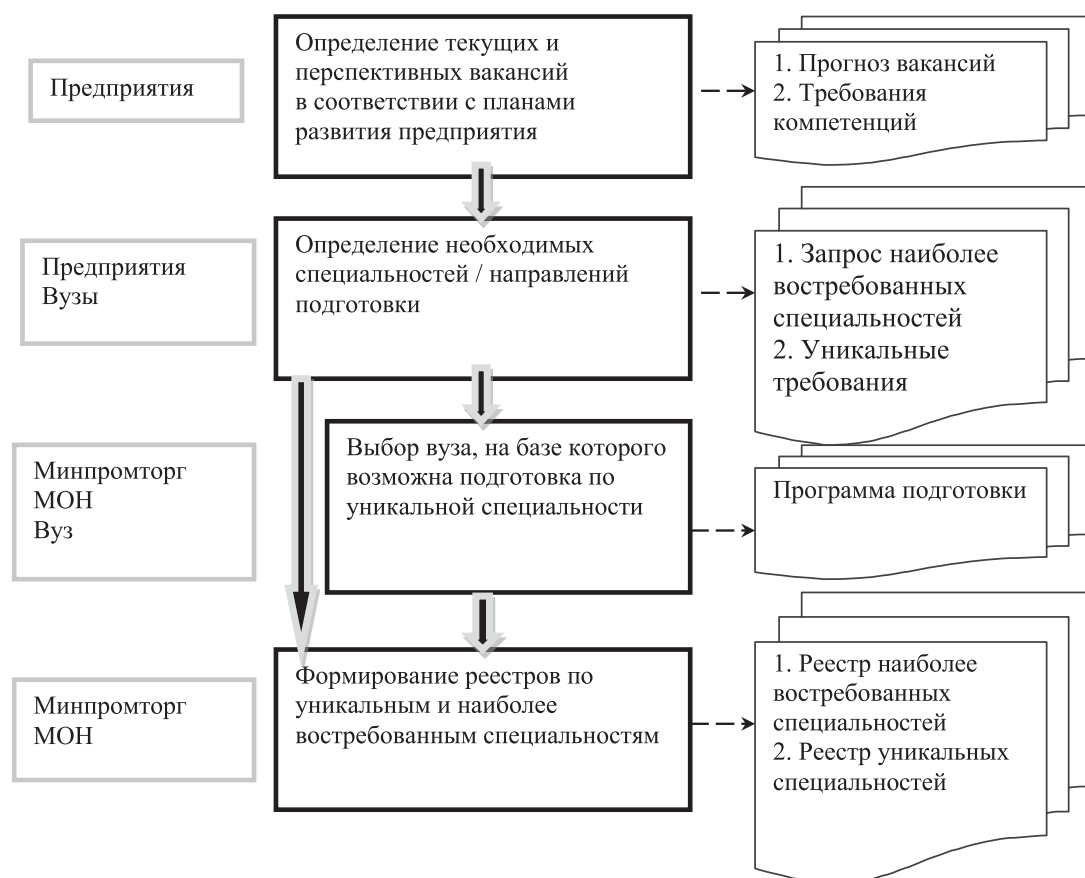 Предприятия
Определение текущих и
перспективных вакансий
в соответствии с планами
развития предприятия
1. Прогноз вакансий
2. Требования
компетенций
Предприятия
Вузы
Определение необходимых
специальностей / направлений
подготовки
1. Запрос наиболее
востребованных
специальностей
2. Уникальные
требования
Минпромторг
МОН
Вуз
Выбор вуза, на базе которого
возможна подготовка по
уникальной специальности
Программа подготовки
Минпромторг
МОН
Формирование реестров по
уникальным и наиболее
востребованным специальностям
1. Реестр наиболее
востребованных
специальностей
2. Реестр уникальных
специальностей